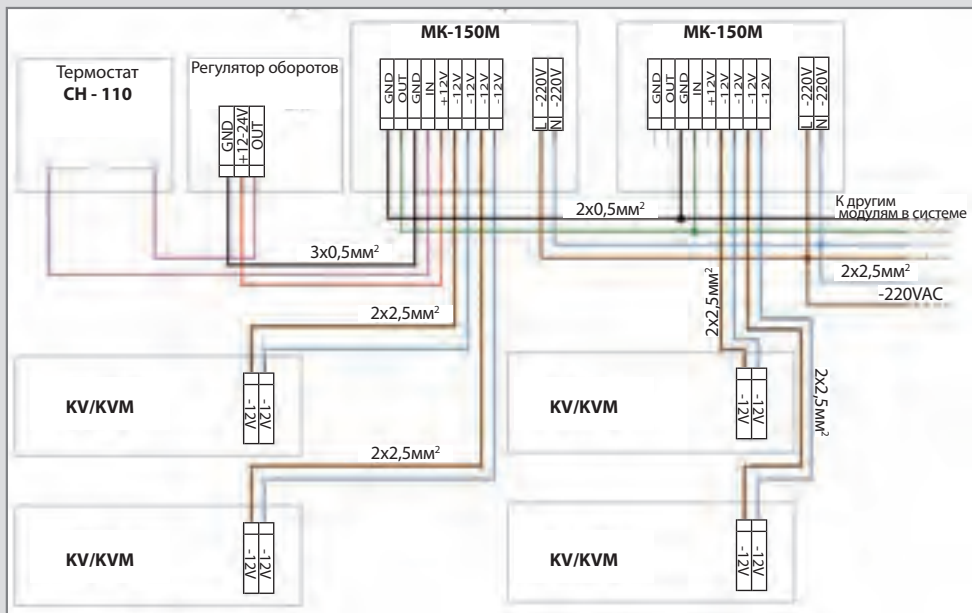 МК-150М
МК-150М
Термостат
СН - 110
Регулятор оборотов
GND
+12-24V
OUT
GND
OUT
GND
IN
+12V
-12V
-12V
-12V
-12V
L -220V
N -220V
GND
OUT
GND
IN
+12V
-12V
-12V
-12V
-12V
L -220V
N -220V
К другим
модулям в системе
2x0,5мм²
3x0,5мм²
2x2,5мм²
-220VAC
2x2,5мм²
2x2,5мм²
KV/KVM
-12V
-12V
KV/KVM
-12V
-12V
2x2,5мм²
2x2,5мм²
KV/KVM
-12V
-12V
KV/KVM
-12V
-12V